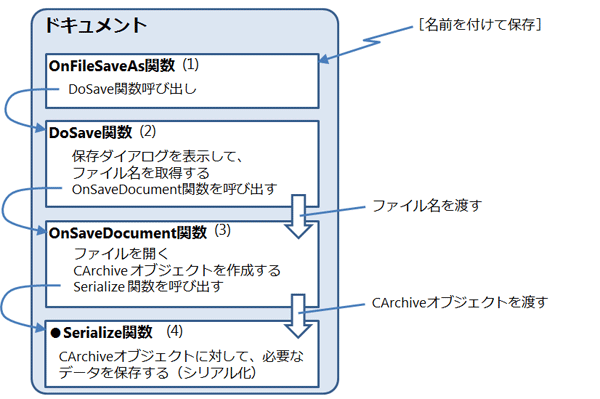 ドキュメント
［名前を付けて保存］
OnFileSaveAs関数 (1)
DoSave関数呼び出し
DoSave関数 (2)
保存ダイアログを表示して、
ファイル名を取得する
OnSaveDocument関数を呼び出す
ファイル名を渡す
OnSaveDocument関数 (3)
ファイルを開く
CArchive オブジェクトを作成する
Serialize 関数を呼び出す
CArchiveオブジェクトを渡す
●Serialize関数 (4)
CArchiveオブジェクトに対して、必要な
データを保存する（シリアル化）